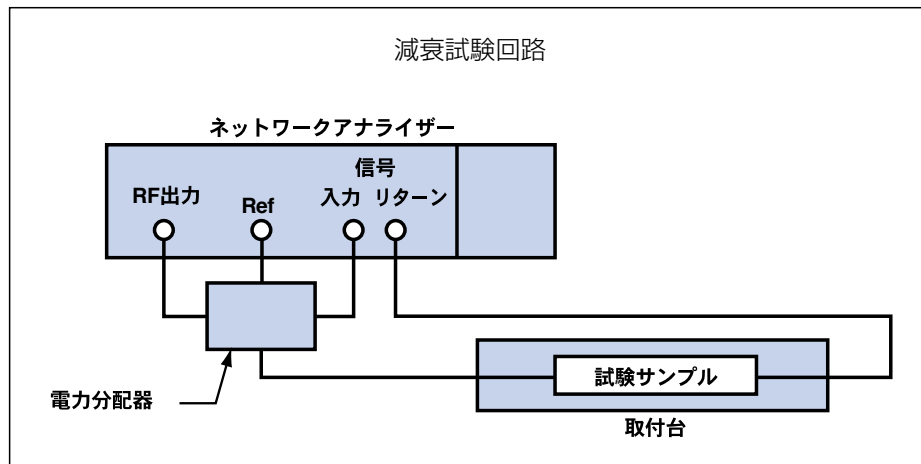 減衰試験回路
ネットワークアナライザー
信号
RF出力
Ref
入力
リターン
試験サンプル
電力分配器
取付台